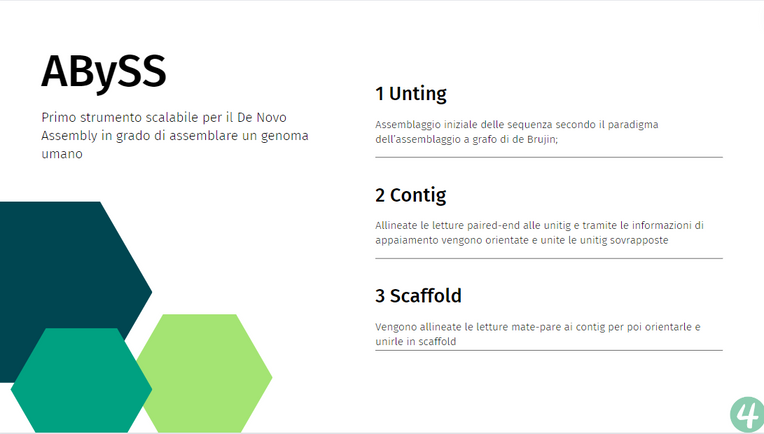 ABySS
Primo strumento scalabile per il De Novo
Assembly in grado di assemblare un genoma
umano
1 Unting
Assemblaggio iniziale delle sequenza secondo il paradigma
dell'assemblaggio a grafo di de Brujin;
2 Contig
Allineate le letture paired-end alle unitig e tramite le informazioni di
appaiamento vengono orientate e unite le unitig sovrapposte
3 Scaffold
Vengono allineate le letture mate-pare ai contig per poi orientarle e
unirle in scaffold
4